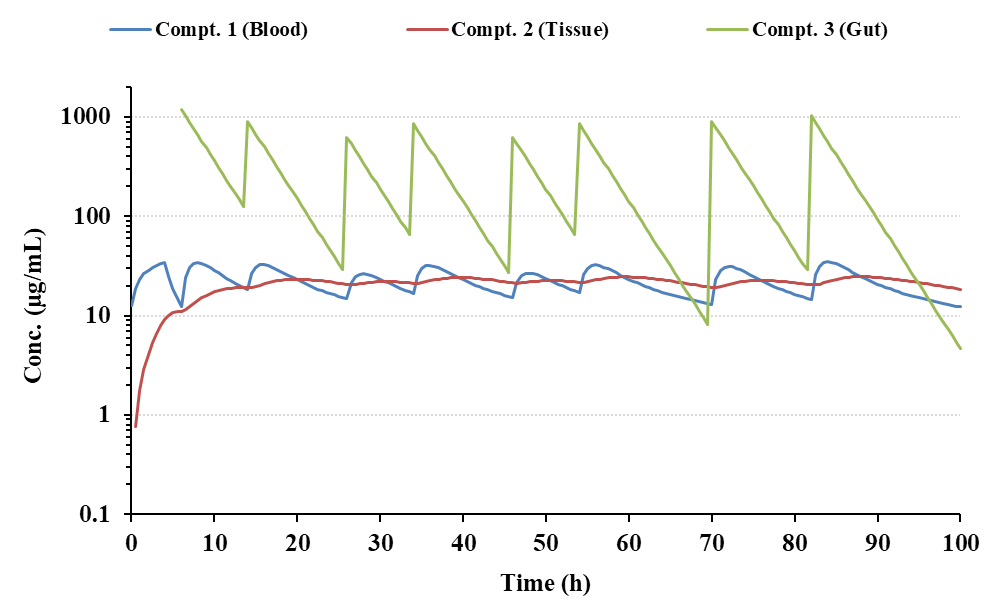 Compt. 1 (Blood) Compt. 2 (Tissue) Compt. 3 (Gut)
1000
100
10
1
0.1
Conc. (µg/mL)
0 10 20 30 40 50 60 70 80 90 100
Time (h)